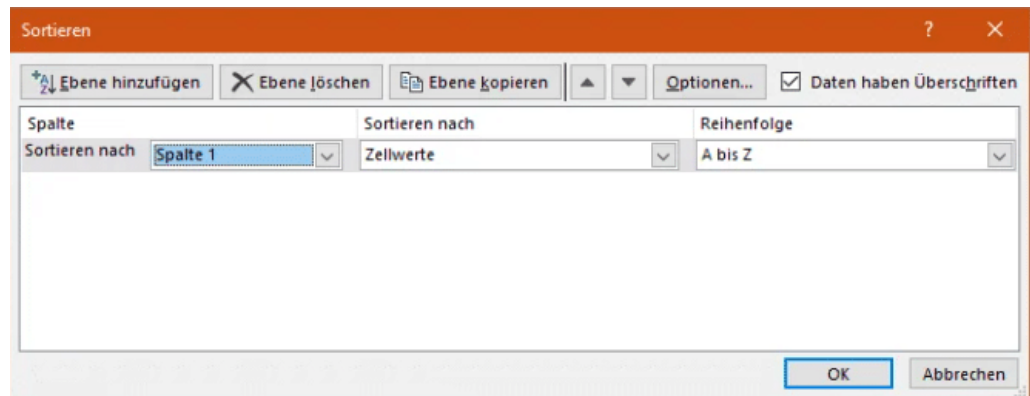 Sortieren
Ebene hinzufügen Ebene löschen Ebene kopieren Optionen... Daten haben Überschriften
Spalte Sortieren nach Reihenfolge
Sortieren nach Spalte 1 Zellwerte A bis Z
OK Abbrechen